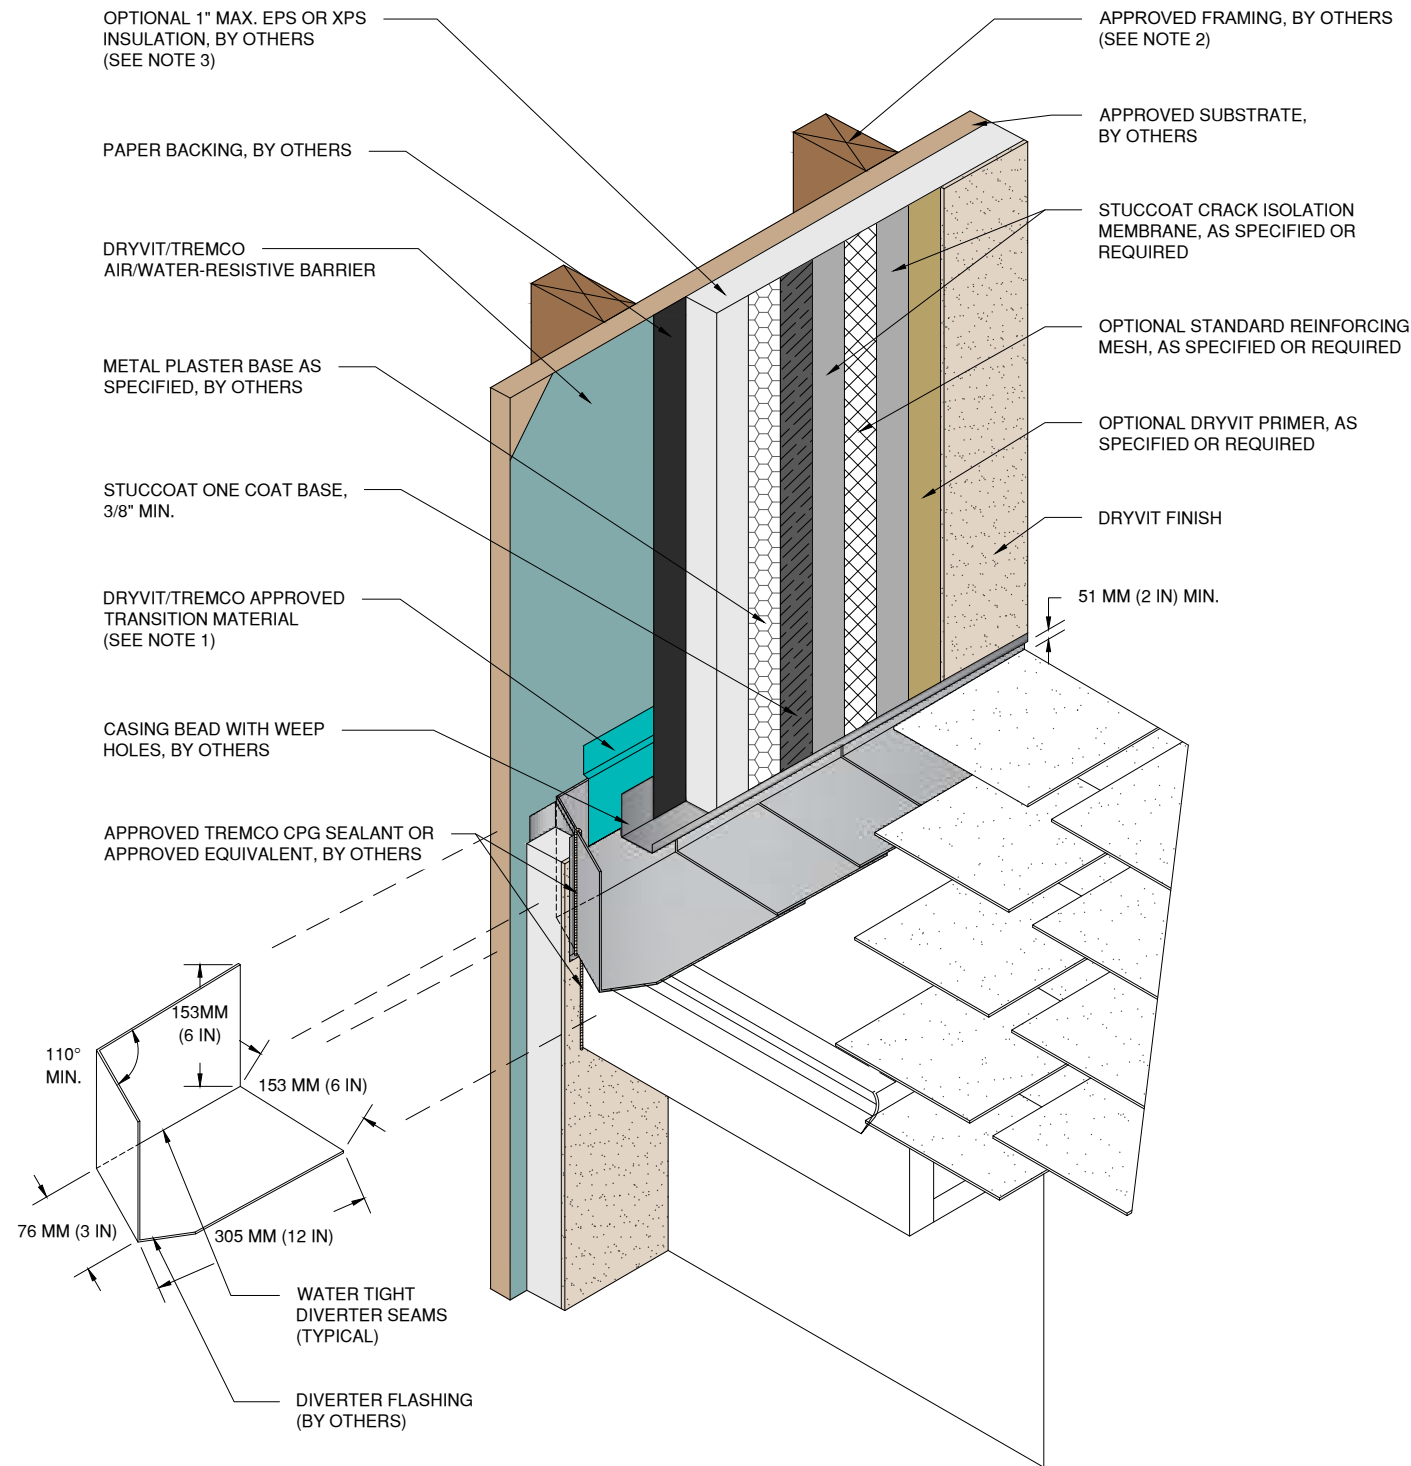 OPTIONAL 1" MAX. EPS OR XPS
INSULATION, BY OTHERS
(SEE NOTE 3)
PAPER BACKING, BY OTHERS
DRYVIT/TREMCO
AIR/WATER-RESISTIVE BARRIER
METAL PLASTER BASE AS
SPECIFIED, BY OTHERS
STUCCOAT ONE COAT BASE,
3/8" MIN.
DRYVIT/TREMCO APPROVED
TRANSITION MATERIAL
(SEE NOTE 1)
CASING BEAD WITH WEEP
HOLES, BY OTHERS
APPROVED TREMCO CPG SEALANT OR
APPROVED EQUIVALENT, BY OTHERS
APPROVED FRAMING, BY OTHERS
(SEE NOTE 2)
APPROVED SUBSTRATE,
BY OTHERS
STUCCOAT CRACK ISOLATION
MEMBRANE, AS SPECIFIED OR
REQUIRED
OPTIONAL STANDARD REINFORCING
MESH, AS SPECIFIED OR REQUIRED
OPTIONAL DRYVIT PRIMER, AS
SPECIFIED OR REQUIRED
DRYVIT FINISH
51 MM (2 IN) MIN.
153MM
(6 IN)
110°
MIN.
153 MM (6 IN)
76 MM (3 IN)
305 MM (12 IN)
WATER TIGHT
DIVERTER SEAMS
(TYPICAL)
DIVERTER FLASHING
(BY OTHERS)